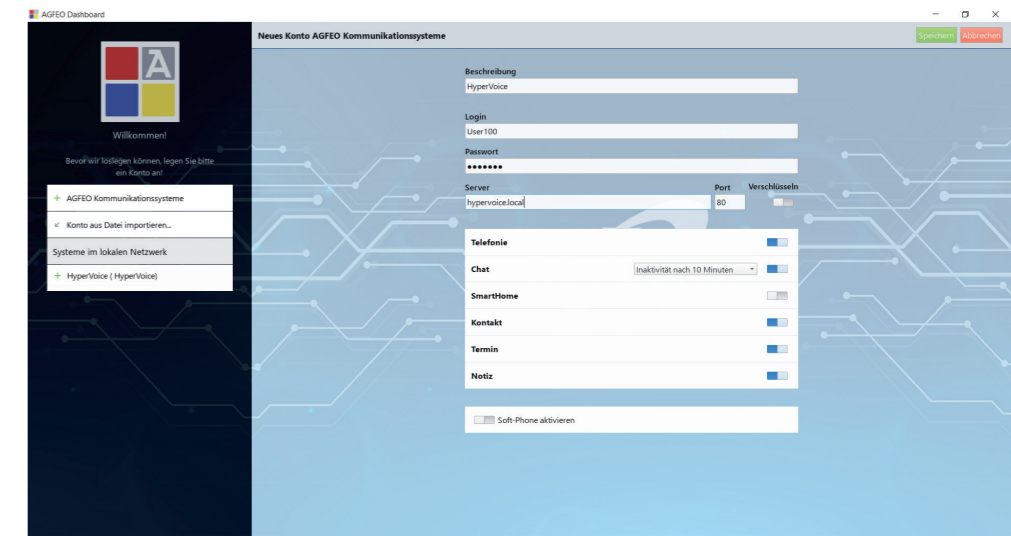 AGFEO Dashboard
Neues Konto AGFEO Kommunikationssysteme
Speichern
Abbrechen
A
Willkommen!
Bevor wir loslegen können, legen Sie bitte
ein Konto an!
+ AGFEO Kommunikationssysteme
Konto aus Datei importieren...
Systeme im lokalen Netzwerk
+ HyperVoice ( HyperVoice)
Beschreibung
HyperVoice
Login
User100
Passwort
•••••••
Server Port Verschlüsseln
hypervoice.local 80
Telefonie
Chat Inaktivität nach 10 Minuten
SmartHome
Kontakt
Termin
Notiz
Soft-Phone aktivieren